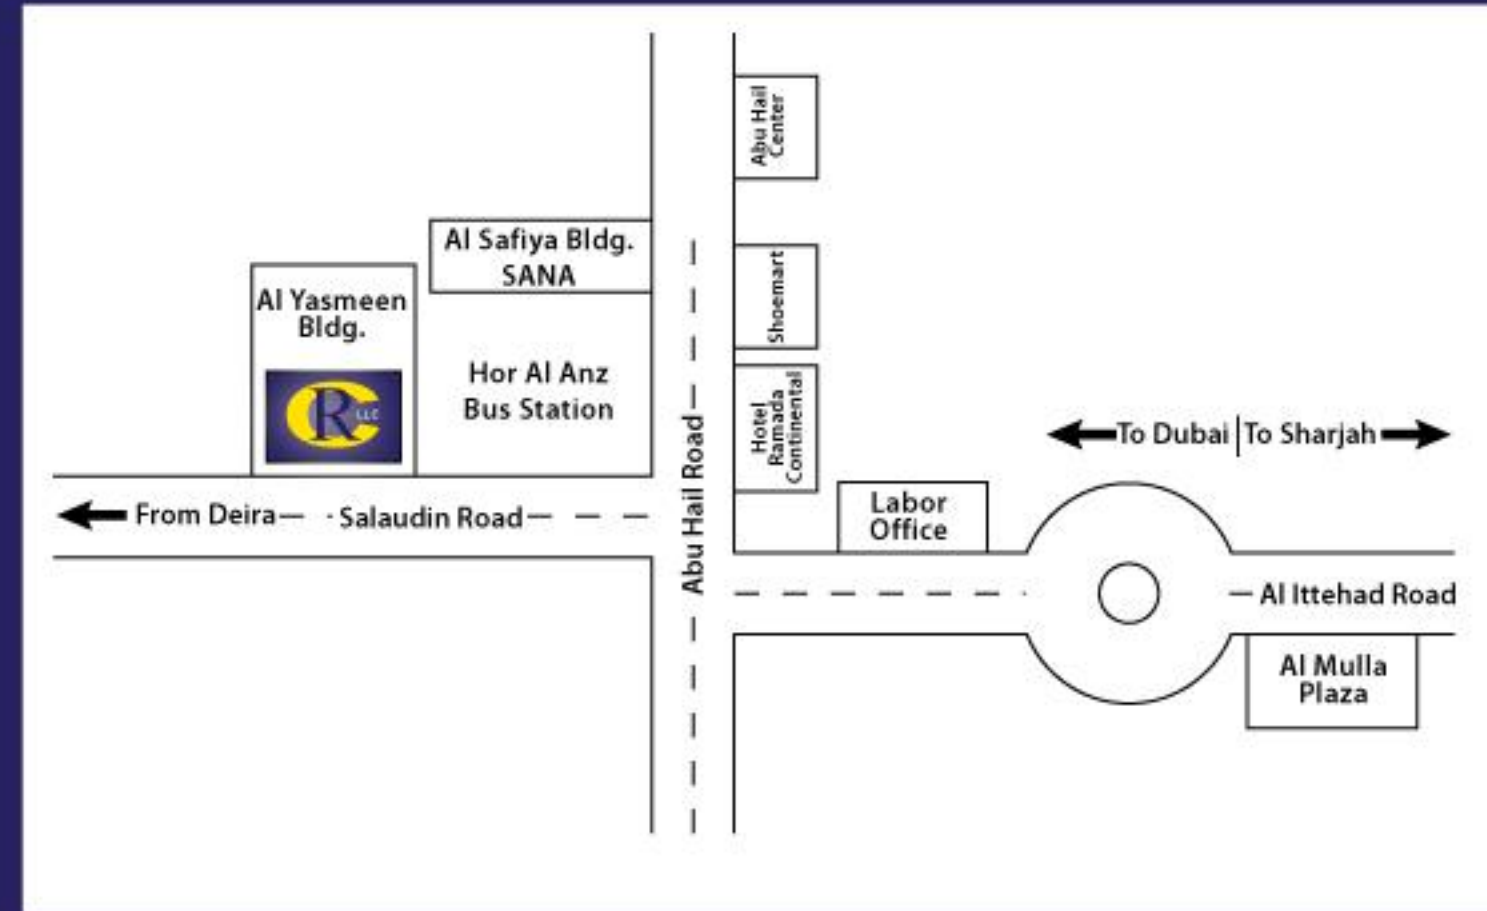 Abu Hail
Center
Al Safiya Bldg.
SANA
Shoemart
Al Yasmeen
Bldg.
CR LLC
Hor Al Anz
Bus Station
Hotel
Ramada
Continental
To Dubai | To Sharjah
From Deira
Salaudin Road
Abu Hail Road
Labor
Office
Al Ittehad Road
Al Mulla
Plaza